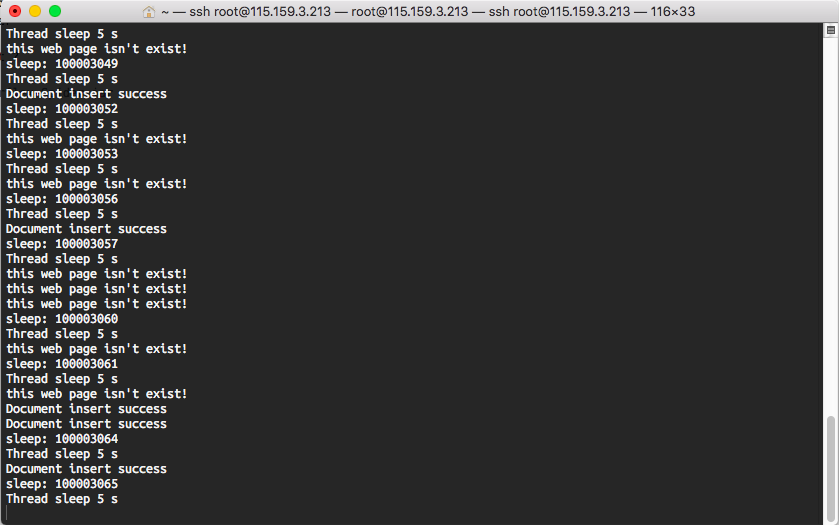 ~ — ssh root@115.159.3.213 — root@115.159.3.213 — ssh root@115.159.3.213 — 116×33
Thread sleep 5 s
this web page isn't exist!
sleep: 100003049
Thread sleep 5 s
Document insert success
sleep: 100003052
Thread sleep 5 s
this web page isn't exist!
sleep: 100003053
Thread sleep 5 s
this web page isn't exist!
sleep: 100003056
Thread sleep 5 s
Document insert success
sleep: 100003057
Thread sleep 5 s
this web page isn't exist!
this web page isn't exist!
this web page isn't exist!
sleep: 100003060
Thread sleep 5 s
this web page isn't exist!
sleep: 100003061
Thread sleep 5 s
this web page isn't exist!
Document insert success
Document insert success
sleep: 100003064
Thread sleep 5 s
Document insert success
sleep: 100003065
Thread sleep 5 s